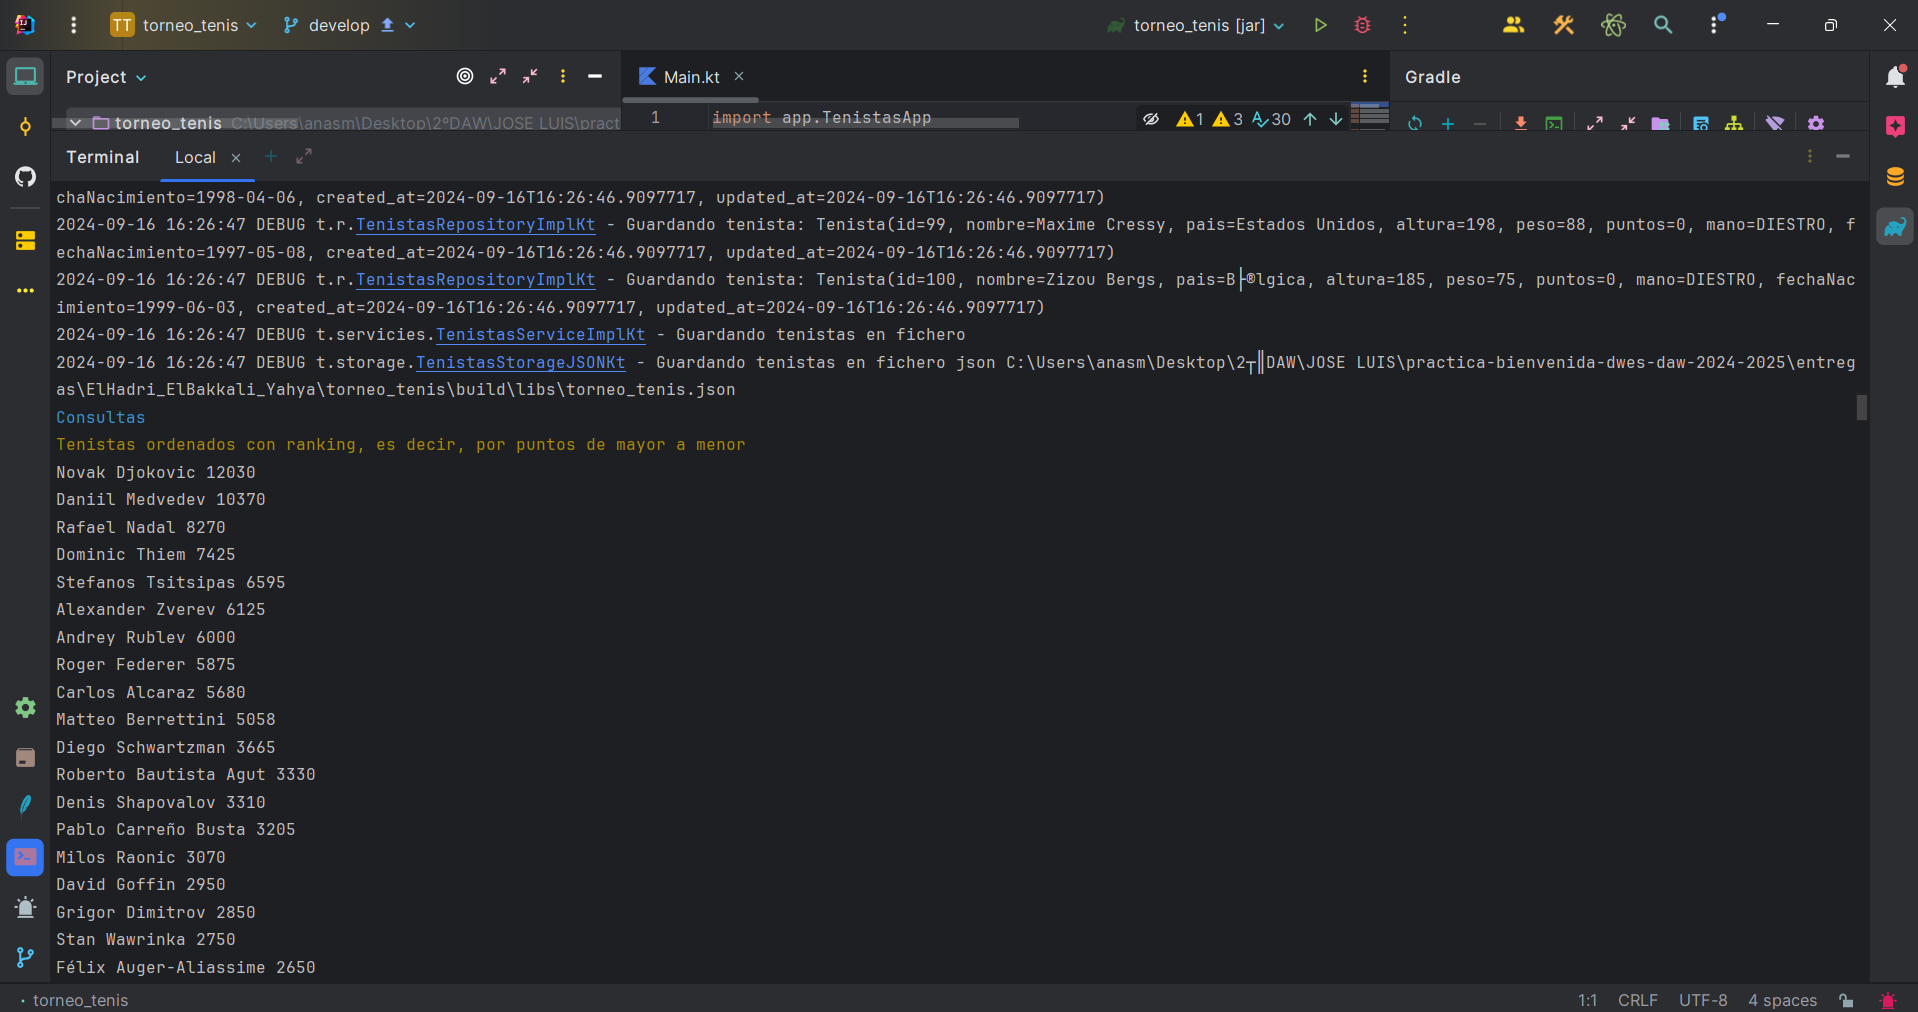 TT torneo_tenis develop torneo_tenis [jar]
Project Main.kt Gradle
torneo_tenis C:\Users\anasm\Desktop\2ºDAW\JOSE LUIS\pract 1 import app.TenistasApp 1 3 30
Terminal Local
chaNacimiento=1998-04-06, created_at=2024-09-16T16:26:46.9097717, updated_at=2024-09-16T16:26:46.9097717)
2024-09-16 16:26:47 DEBUG t.r.TenistasRepositoryImplKt - Guardando tenista: Tenista(id=99, nombre=Maxime Cressy, pais=Estados Unidos, altura=198, peso=88, puntos=0, mano=DIESTRO, f
echaNacimiento=1997-05-08, created_at=2024-09-16T16:26:46.9097717, updated_at=2024-09-16T16:26:46.9097717)
2024-09-16 16:26:47 DEBUG t.r.TenistasRepositoryImplKt - Guardando tenista: Tenista(id=100, nombre=Zizou Bergs, pais=B├®lgica, altura=185, peso=75, puntos=0, mano=DIESTRO, fechaNac
imiento=1999-06-03, created_at=2024-09-16T16:26:46.9097717, updated_at=2024-09-16T16:26:46.9097717)
2024-09-16 16:26:47 DEBUG t.servicies.TenistasServiceImplKt - Guardando tenistas en fichero
2024-09-16 16:26:47 DEBUG t.storage.TenistasStorageJSONKt - Guardando tenistas en fichero json C:\Users\anasm\Desktop\2┬║DAW\JOSE LUIS\practica-bienvenida-dwes-daw-2024-2025\entreg
as\ElHadri_ElBakkali_Yahya\torneo_tenis\build\libs\torneo_tenis.json
Consultas
Tenistas ordenados con ranking, es decir, por puntos de mayor a menor
Novak Djokovic 12030
Daniil Medvedev 10370
Rafael Nadal 8270
Dominic Thiem 7425
Stefanos Tsitsipas 6595
Alexander Zverev 6125
Andrey Rublev 6000
Roger Federer 5875
Carlos Alcaraz 5680
Matteo Berrettini 5058
Diego Schwartzman 3665
Roberto Bautista Agut 3330
Denis Shapovalov 3310
Pablo Carreño Busta 3205
Milos Raonic 3070
David Goffin 2950
Grigor Dimitrov 2850
Stan Wawrinka 2750
Félix Auger-Aliassime 2650
torneo_tenis 1:1 CRLF UTF-8 4 spaces